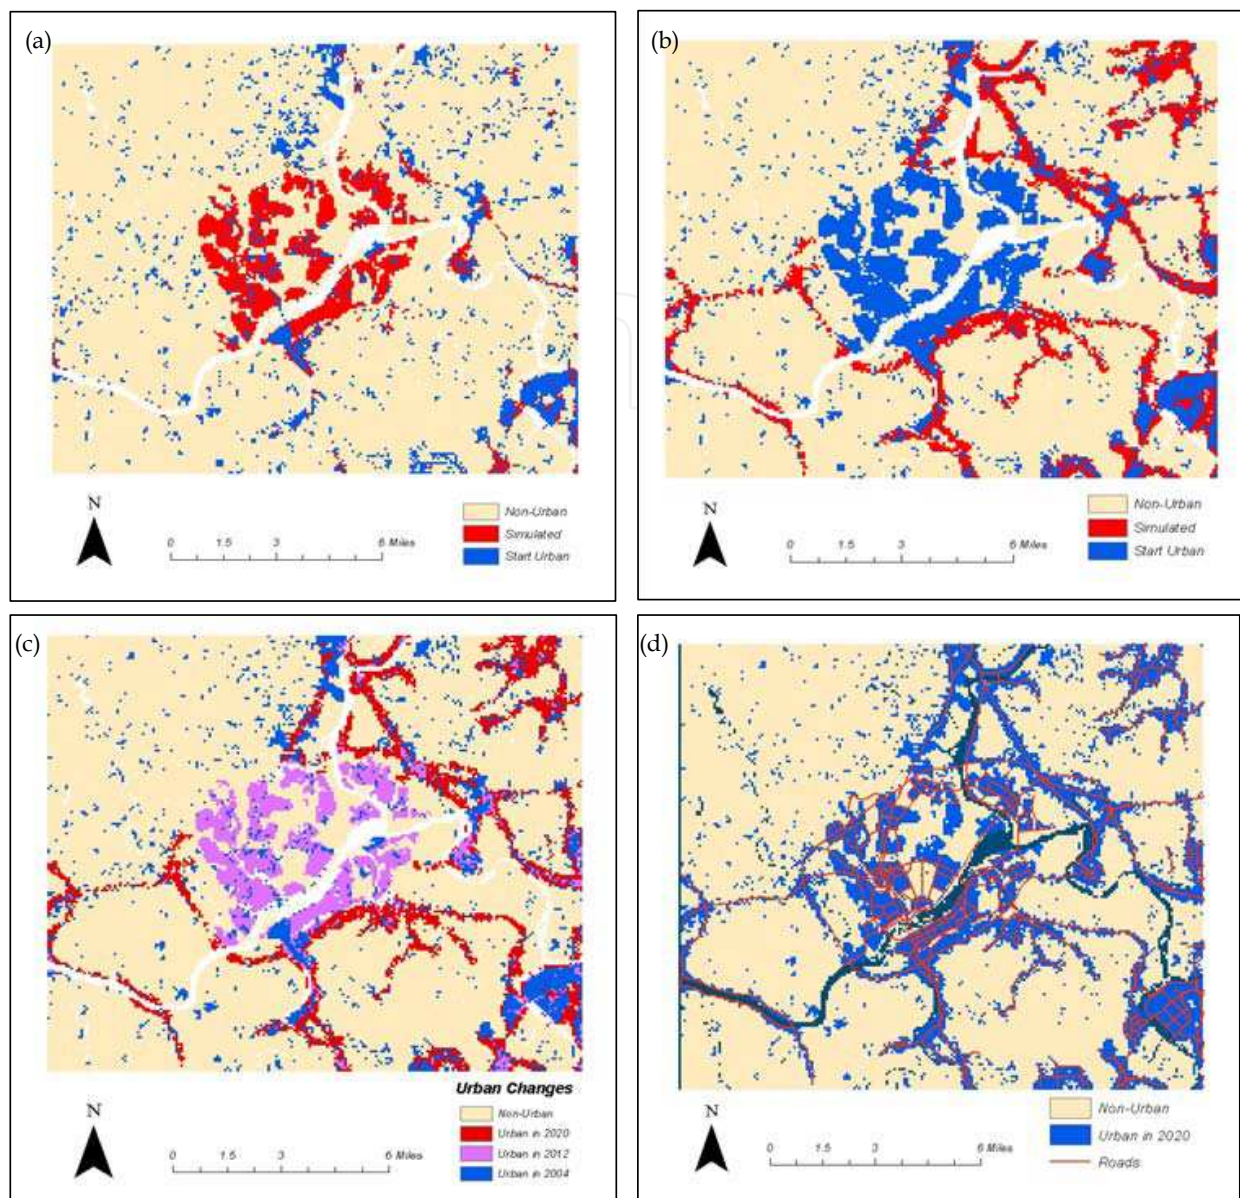 (a)
N
0 1.5 3 6 Miles
Non-Urban
Simulated
Start Urban
(b)
N
0 1.5 3 6 Miles
Non-Urban
Simulated
Start Urban
(c)
Urban Changes
N
0 1.5 3 6 Miles
Non-Urban
Urban in 2020
Urban in 2012
Urban in 2004
(d)
N
0 1.5 3 6 Miles
Non-Urban
Urban in 2020
Roads